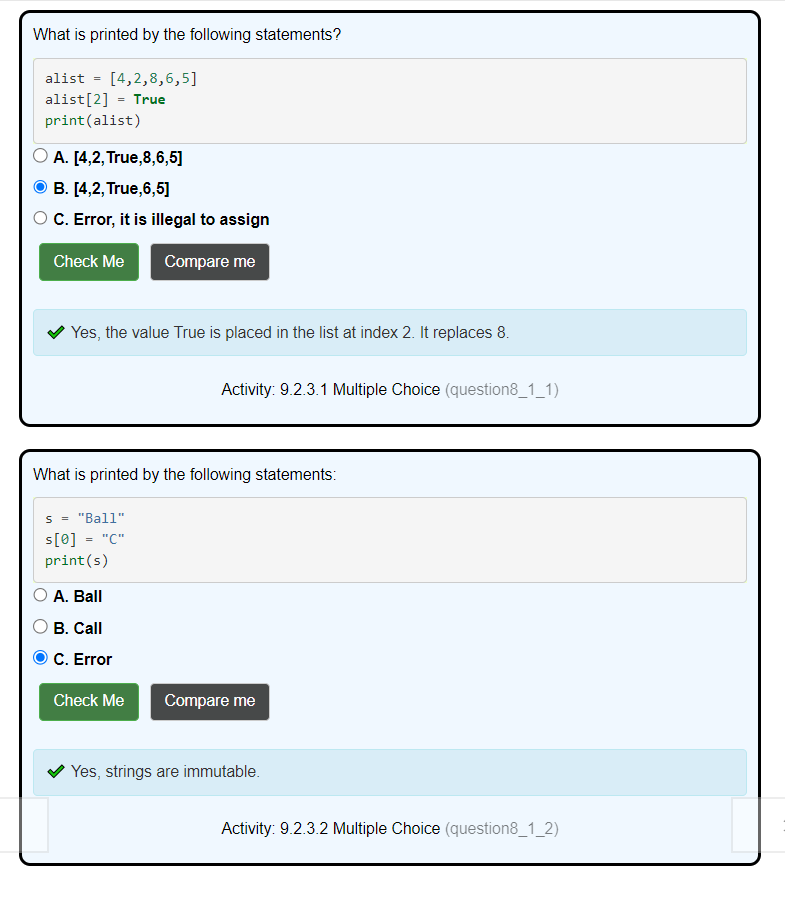 What is printed by the following statements?
alist = [4,2,8,6,5]
alist[2] = True
print(alist)
A. [4,2,True,8,6,5]
B. [4,2,True,6,5]
C. Error, it is illegal to assign
Check Me Compare me
Yes, the value True is placed in the list at index 2. It replaces 8.
Activity: 9.2.3.1 Multiple Choice (question8_1_1)
What is printed by the following statements:
s = "Ball"
s[0] = "C"
print(s)
A. Ball
B. Call
C. Error
Check Me Compare me
Yes, strings are immutable.
Activity: 9.2.3.2 Multiple Choice (question8_1_2)